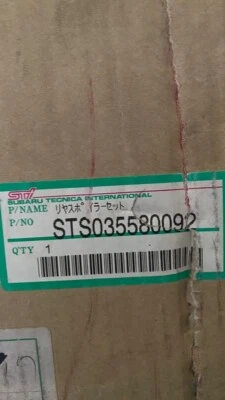 STI
SUBARU TECNICA INTERNATIONAL
P/NAME リヤスポイラーセット
P/NO STS035580092
QTY 1